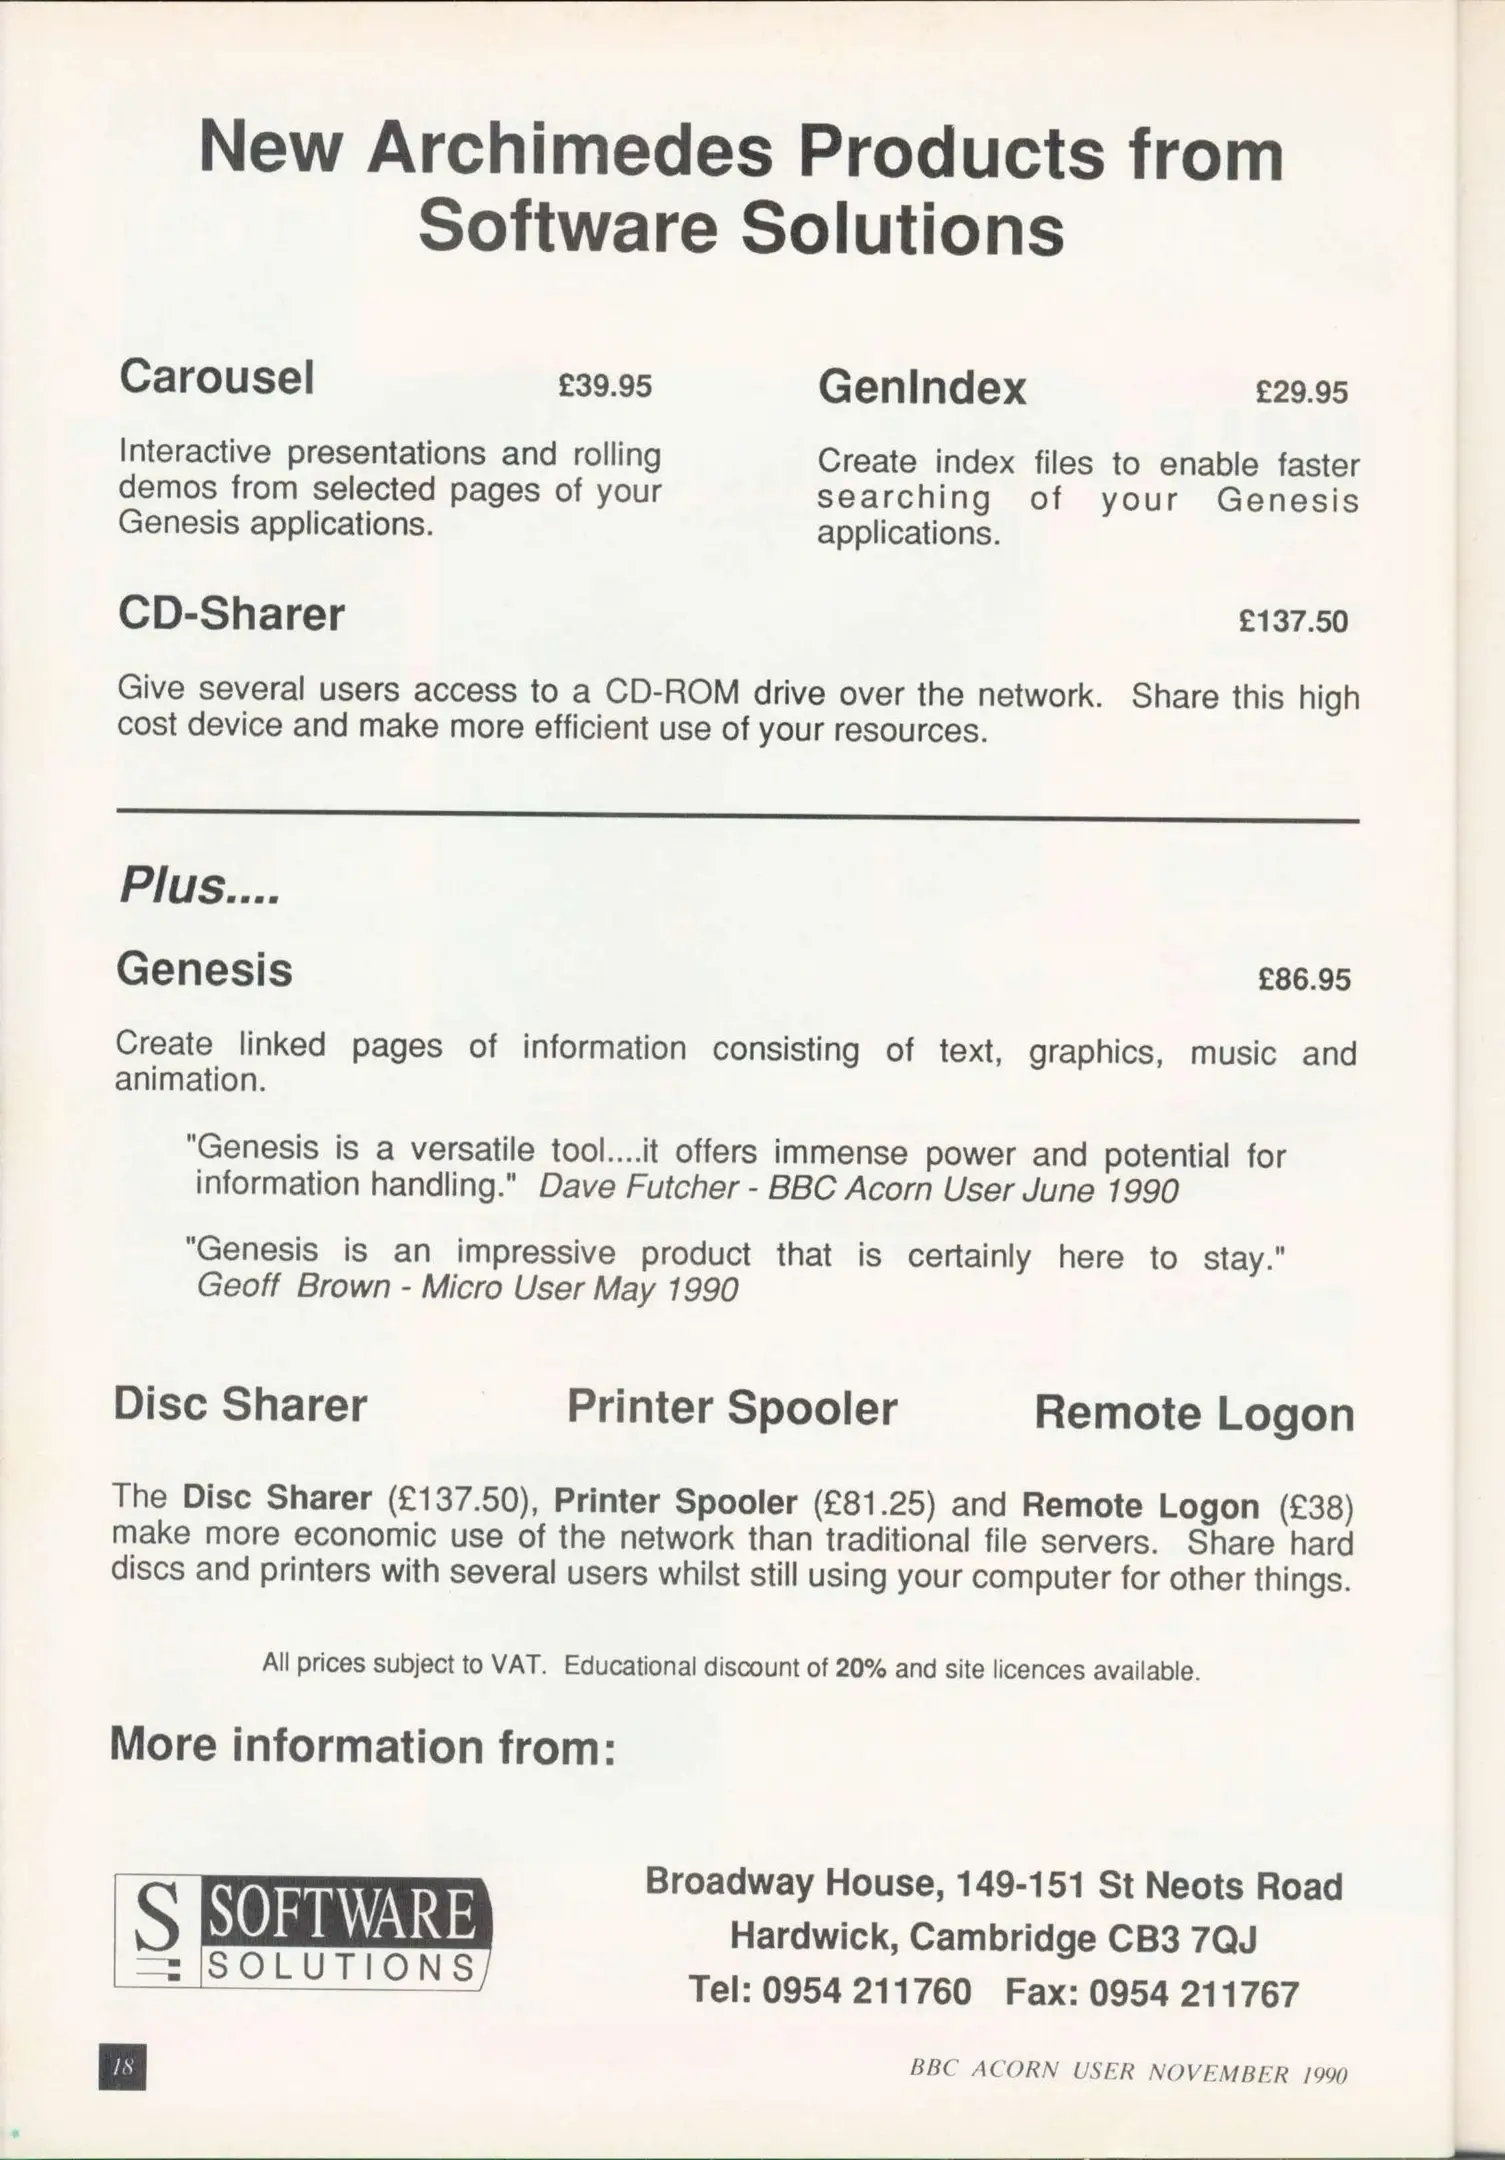 New Archimedes Products from
Software Solutions
Carousel £39.95
Interactive presentations and rolling
demos from selected pages of your
Genesis applications.
GenIndex £29.95
Create index files to enable faster
searching of your Genesis
applications.
CD-Sharer £137.50
Give several users access to a CD-ROM drive over the network. Share this high
cost device and make more efficient use of your resources.
Plus....
Genesis £86.95
Create linked pages of information consisting of text, graphics, music and
animation.
"Genesis is a versatile tool....it offers immense power and potential for
information handling." Dave Futcher - BBC Acorn User June 1990
"Genesis is an impressive product that is certainly here to stay."
Geoff Brown - Micro User May 1990
Disc Sharer Printer Spooler Remote Logon
The Disc Sharer (£137.50), Printer Spooler (£81.25) and Remote Logon (£38)
make more economic use of the network than traditional file servers. Share hard
discs and printers with several users whilst still using your computer for other things.
All prices subject to VAT. Educational discount of 20% and site licences available.
More information from:
S SOFTWARE
SOLUTIONS
Broadway House, 149-151 St Neots Road
Hardwick, Cambridge CB3 7QJ
Tel: 0954 211760 Fax: 0954 211767
18
BBC ACORN USER NOVEMBER 1990